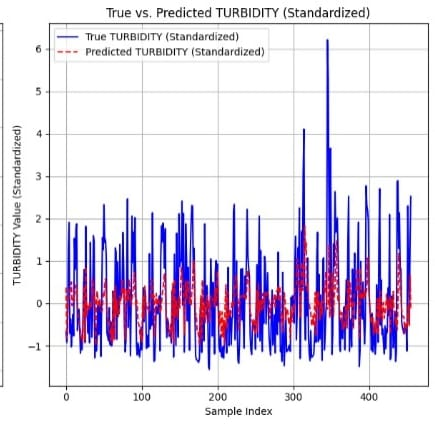 True vs. Predicted TURBIDITY (Standardized)
True TURBIDITY (Standardized)
Predicted TURBIDITY (Standardized)
TURBIDITY Value (Standardized)
6
5
4
3
2
1
0
−1
0 100 200 300 400
Sample Index